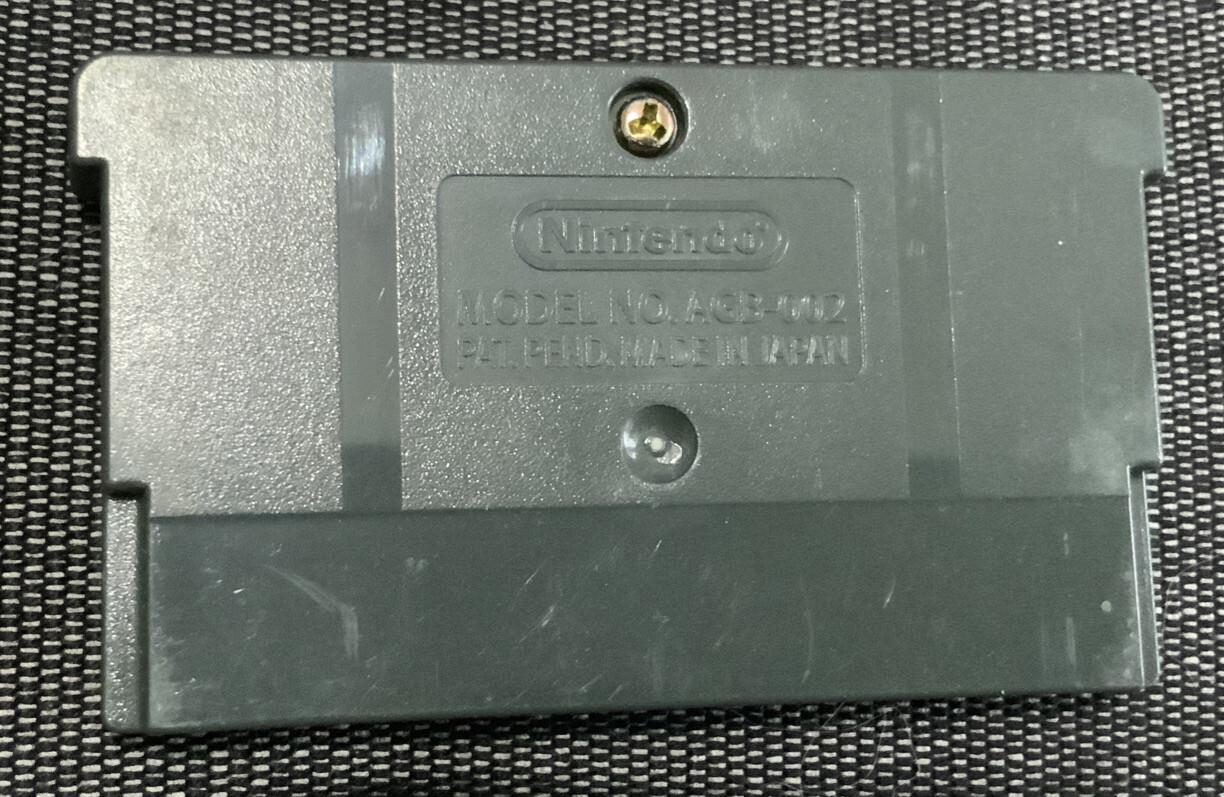 Nintendo
MODEL NO. AGB-002
PAT. PEND. MADE IN JAPAN